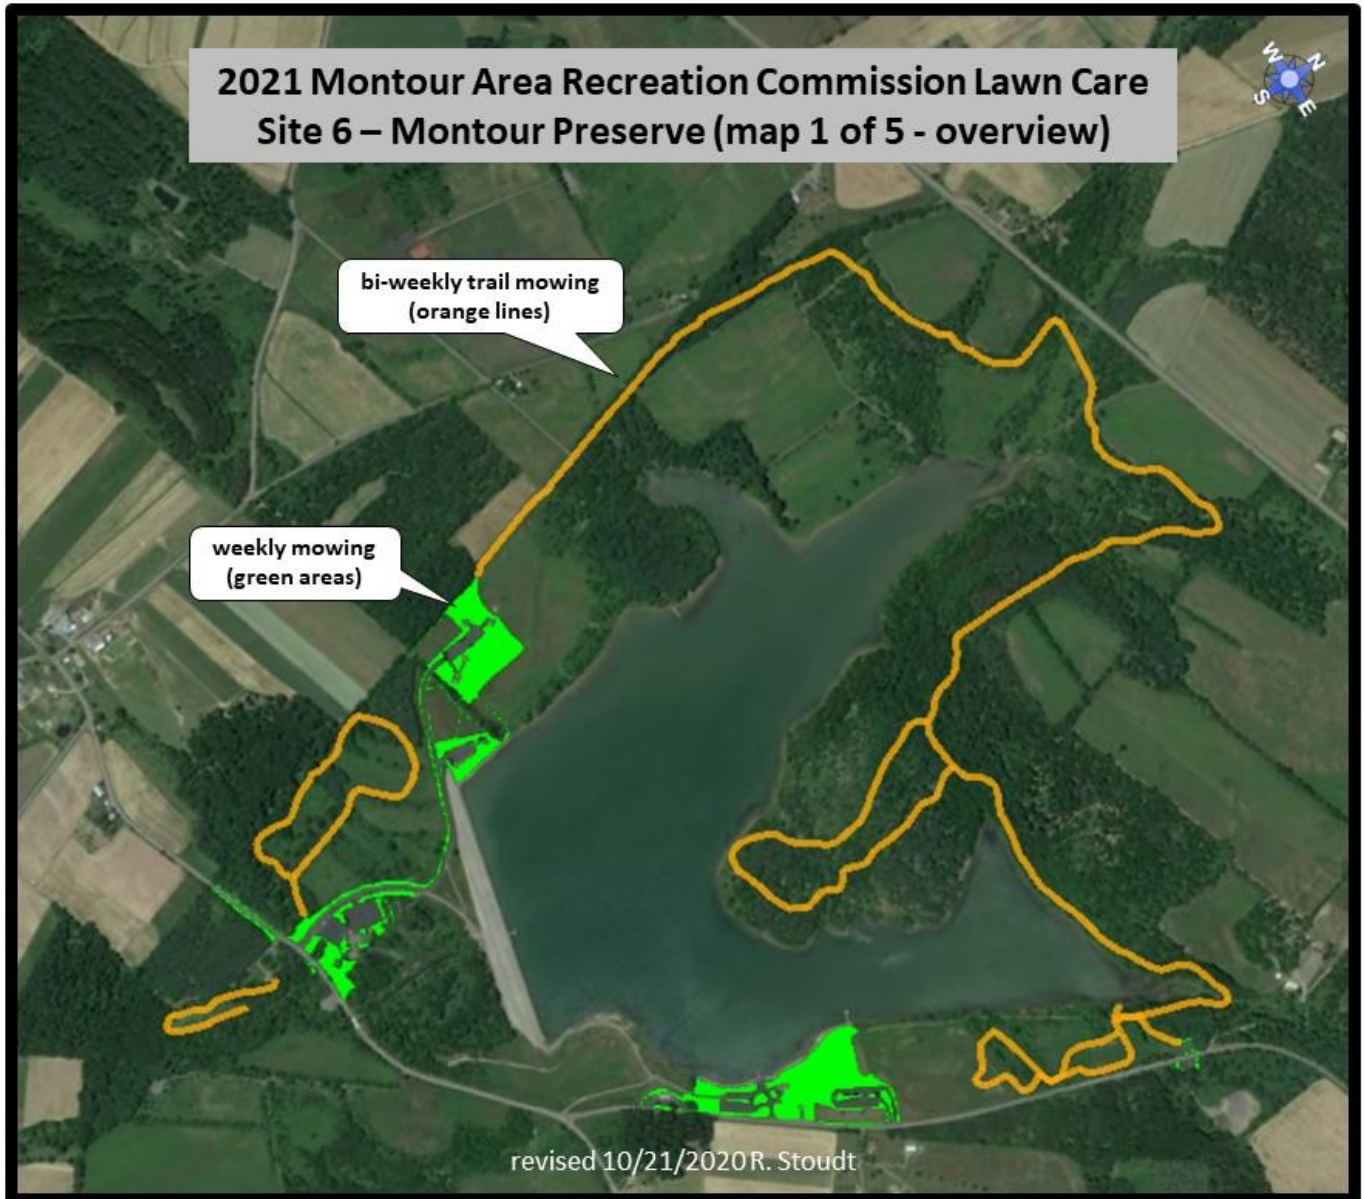 2021 Montour Area Recreation Commission Lawn Care
Site 6 – Montour Preserve (map 1 of 5 - overview)
W N
S E
bi-weekly trail mowing
(orange lines)
weekly mowing
(green areas)
revised 10/21/2020 R. Stoudt